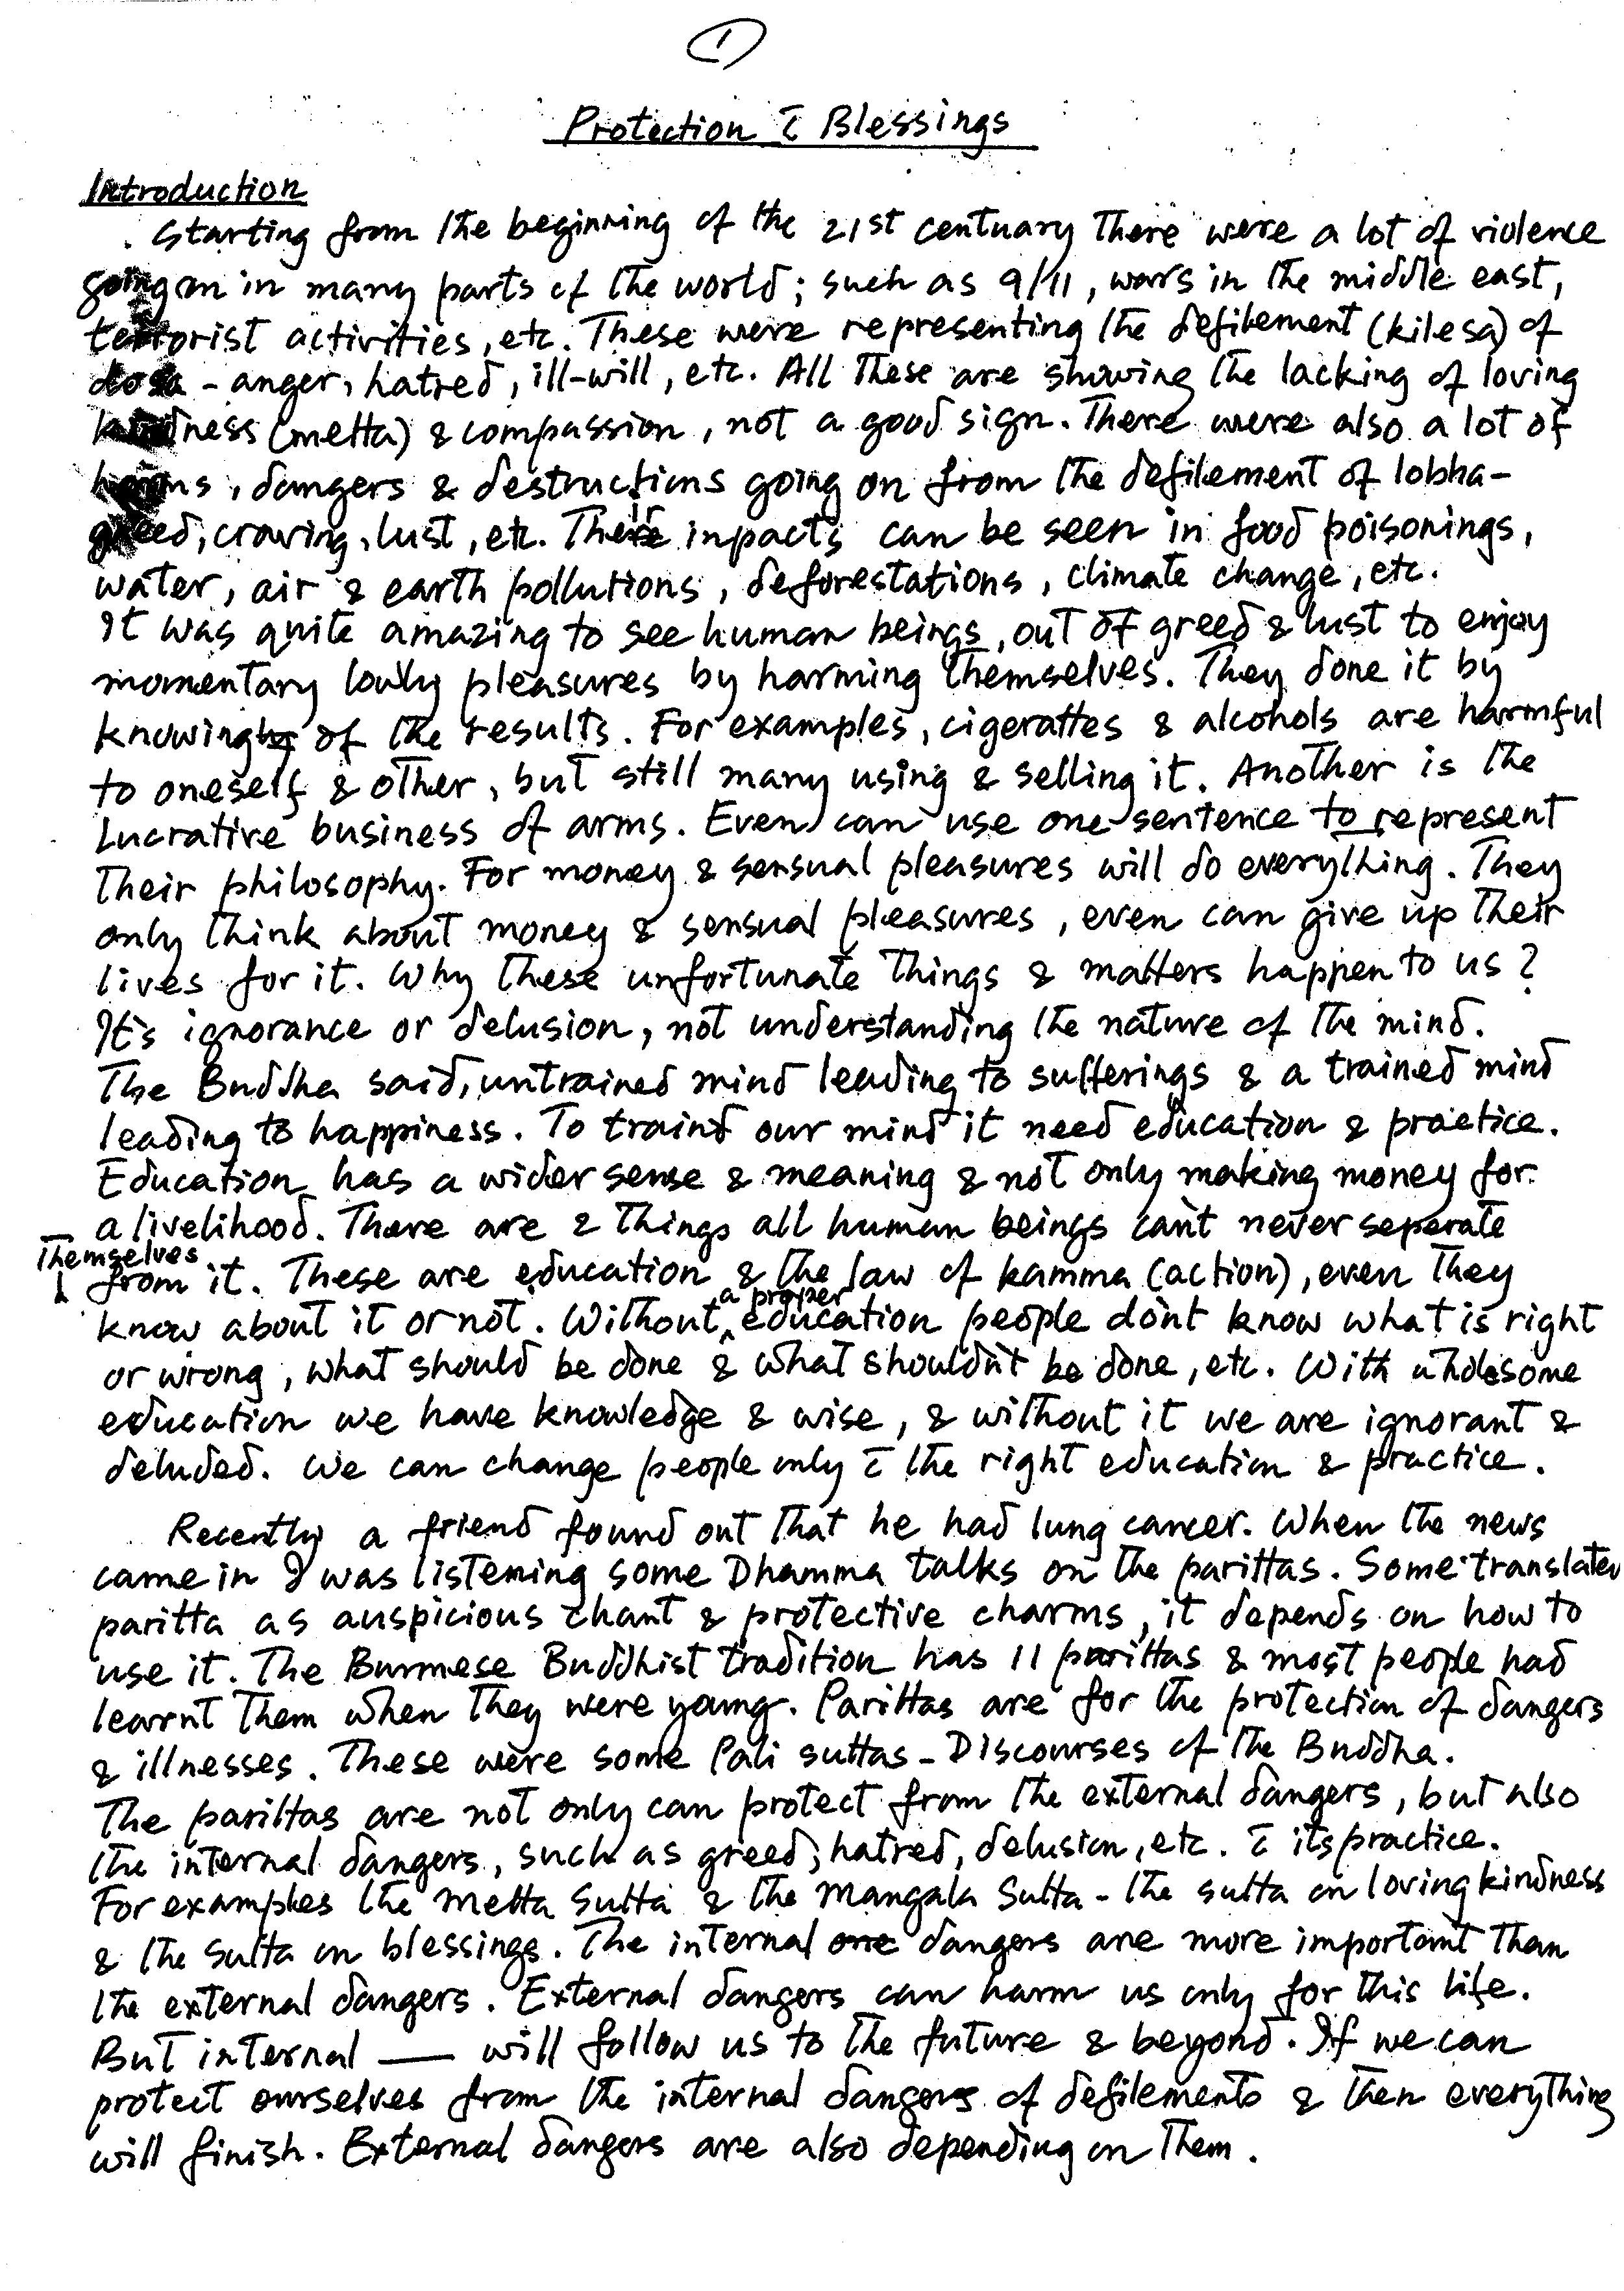 1
Protection c̄ Blessings
Introduction
Starting from the beginning of the 21st centuary there were a lot of violence
going on in many parts of the world; such as 9/11, wars in the middle east,
terrorist activities, etc. These were representing the defilement (kilesa) of
dosa - anger, hatred, ill-will, etc. All these are showing the lacking of loving
kindness (metta) & compassion, not a good sign. There were also a lot of
harms, dangers & destructions going on from the defilement of lobha-
greed, craving, lust, etc. Their inpacts can be seen in food poisonings,
water, air & earth pollutions, deforestations, climate change, etc.
It was quite amazing to see human beings, out of greed & lust to enjoy
momentary lowly pleasures by harming themselves. They done it by
knowing of the results. For examples, cigerattes & alcohols are harmful
to oneself & other, but still many using & selling it. Another is the
Lucrative business of arms. Even can use one sentence to represent
their philosophy. For money & sensual pleasures will do everything. They
only think about money & sensual pleasures, even can give up their
lives for it. Why these unfortunate things & matters happen to us?
It's ignorance or delusion, not understanding the nature of the mind.
The Buddha said, untrained mind leading to sufferings & a trained mind
leading to happiness. To traind our mind it need education & practice.
Education has a wider sense & meaning & not only making money for
a livelihood. There are 2 things all human beings can't never seperate
themselves
from it. These are education & the law of kamma (action), even they
know about it or not. Without a proper education people don't know what is right
or wrong, what should be done & what shouldn't be done, etc. With wholesome
education we have knowledge & wise, & without it we are ignorant &
deluded. We can change people only c̄ the right education & practice.
Recently a friend found out that he had lung cancer. When the news
came in I was listening some Dhamma talks on the parittas. Some translated
paritta as auspicious chant & protective charms, it depends on how to
use it. The Burmese Buddhist tradition has 11 parittas & most people had
learnt them when they were young. Parittas are for the protection of dangers
& illnesses. These were some Pali suttas - Discourses of the Buddha.
The parittas are not only can protect from the external dangers, but also
the internal dangers, such as greed, hatred, delusion, etc. c̄ its practice.
For examples the Metta Sutta & the Mangala Sutta - the sutta on loving kindness
& the sutta on blessings. The internal one dangers are more important than
the external dangers. External dangers can harm us only for this life.
But internal — will follow us to the future & beyond. If we can
protect ourselves from the internal dangers of defilements & then everything
will finish. External dangers are also depending on them.